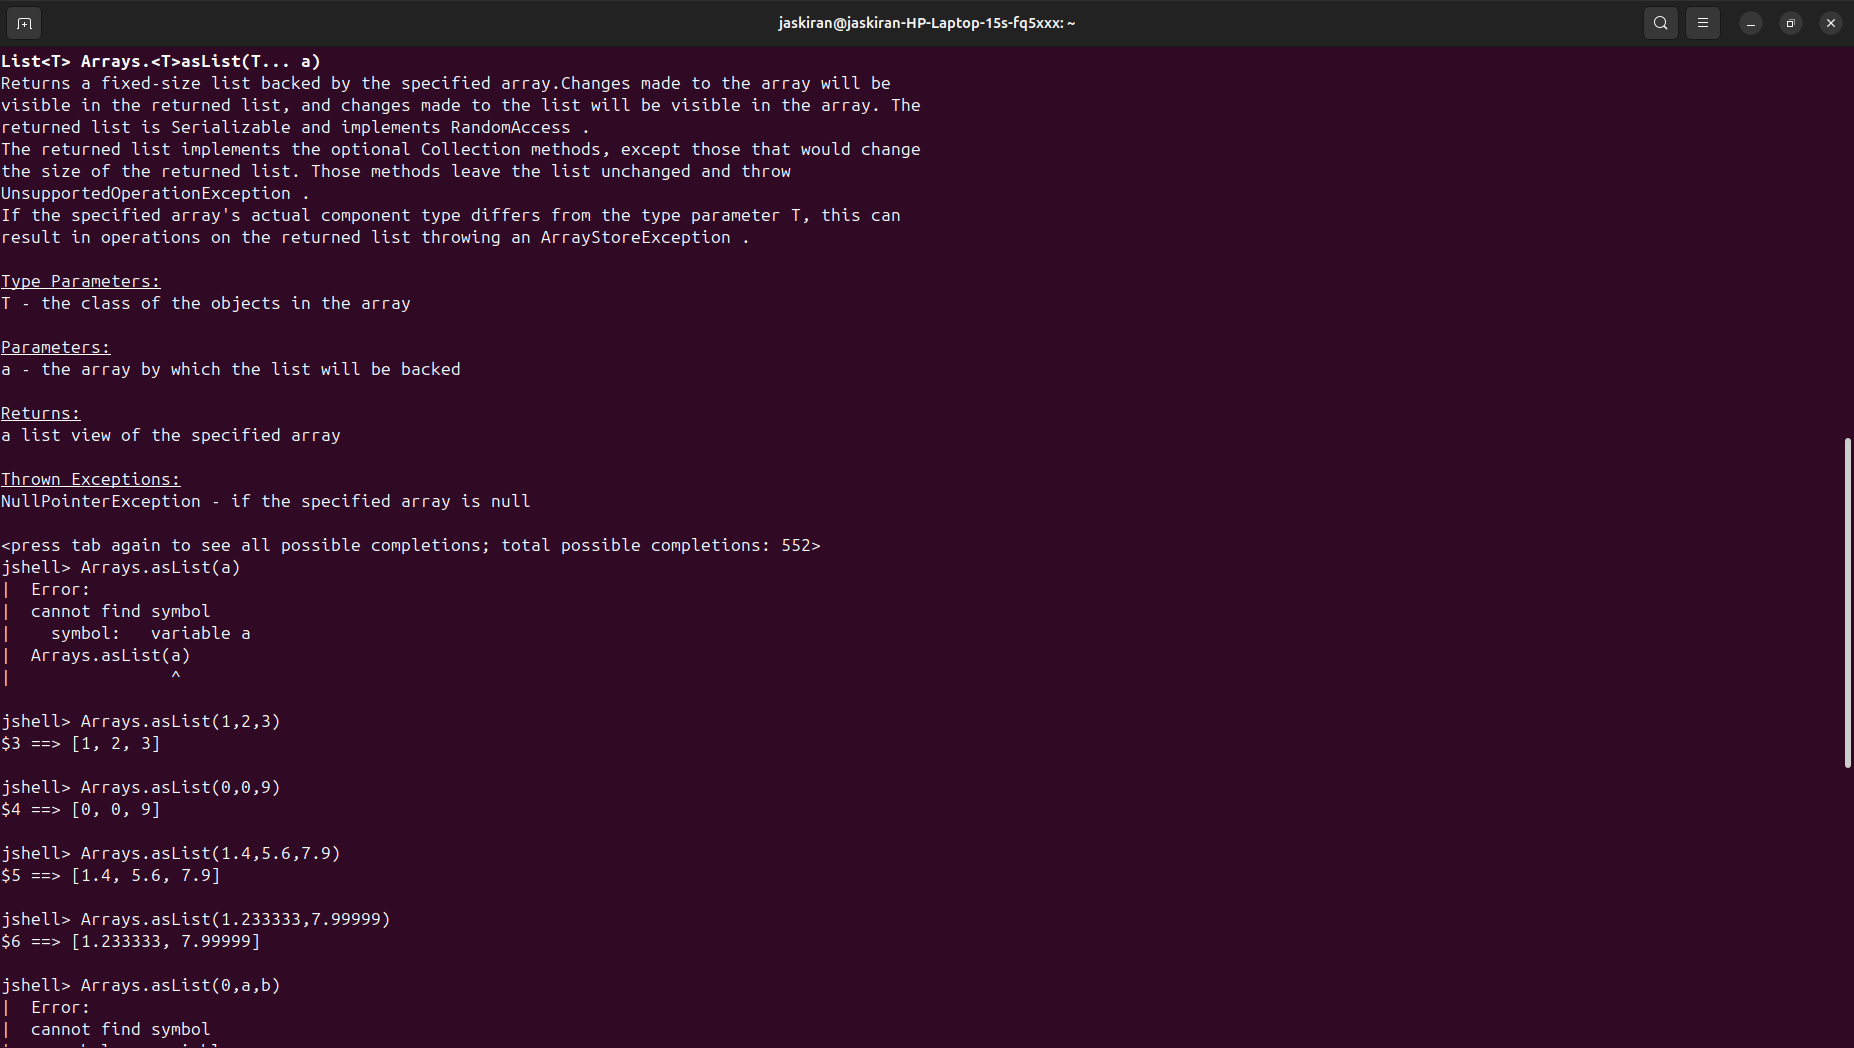 jaskiran@jaskiran-HP-Laptop-15s-fq5xxx: ~
List<T> Arrays.<T>asList(T... a)
Returns a fixed-size list backed by the specified array.Changes made to the array will be
visible in the returned list, and changes made to the list will be visible in the array. The
returned list is Serializable and implements RandomAccess .
The returned list implements the optional Collection methods, except those that would change
the size of the returned list. Those methods leave the list unchanged and throw
UnsupportedOperationException .
If the specified array's actual component type differs from the type parameter T, this can
result in operations on the returned list throwing an ArrayStoreException .
Type Parameters:
T - the class of the objects in the array
Parameters:
a - the array by which the list will be backed
Returns:
a list view of the specified array
Thrown Exceptions:
NullPointerException - if the specified array is null
<press tab again to see all possible completions; total possible completions: 552>
jshell> Arrays.asList(a)
|  Error:
|  cannot find symbol
|    symbol:   variable a
|  Arrays.asList(a)
|                ^
jshell> Arrays.asList(1,2,3)
$3 ==> [1, 2, 3]
jshell> Arrays.asList(0,0,9)
$4 ==> [0, 0, 9]
jshell> Arrays.asList(1.4,5.6,7.9)
$5 ==> [1.4, 5.6, 7.9]
jshell> Arrays.asList(1.233333,7.99999)
$6 ==> [1.233333, 7.99999]
jshell> Arrays.asList(0,a,b)
|  Error:
|  cannot find symbol